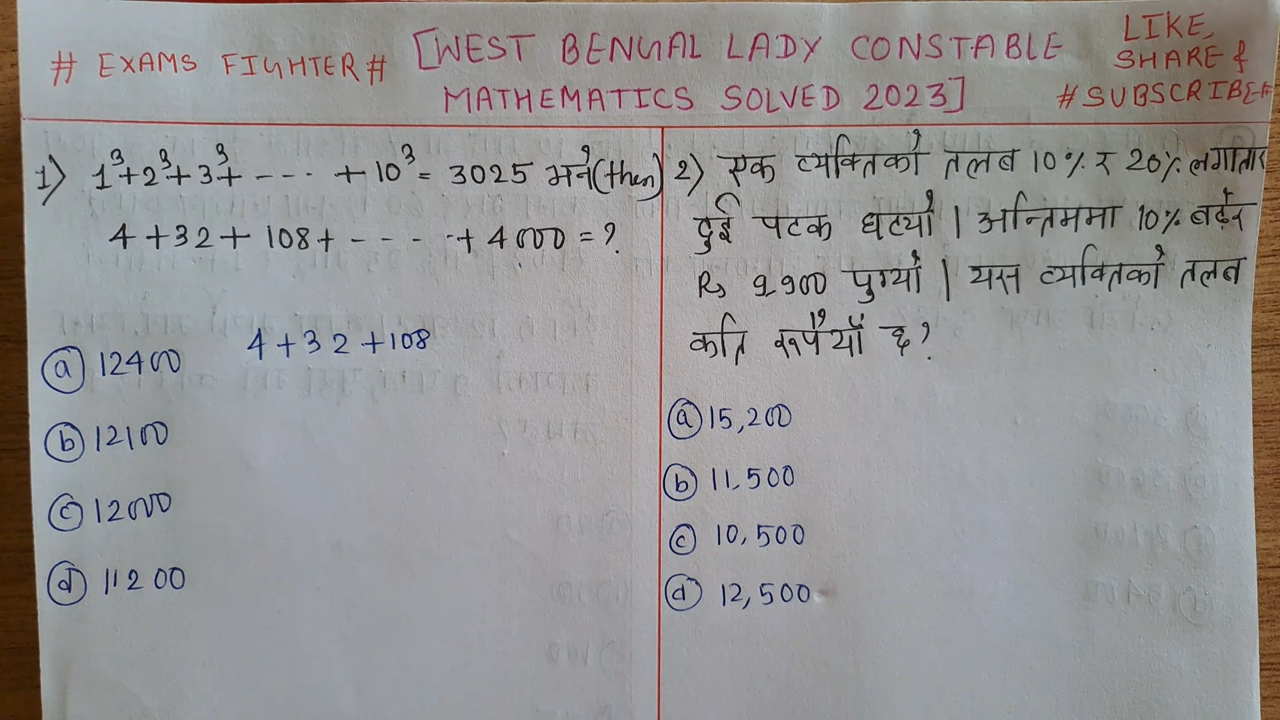 # EXAMS FIGHTER #
[WEST BENGAL LADY CONSTABLE
MATHEMATICS SOLVED 2023]
LIKE,
SHARE &
#SUBSCRIBE#
1) 1³+2³+3³+ - - - - + 10³ = 3025 भने(then)
4 + 32 + 108 + - - - - + 4000 = ?
a 12400
4 + 32 + 108
b 12100
c 12000
d 11200
2) एक व्यक्तिको तलब 10% र 20% लगातार
दुई पटक घट्यो । अन्तिममा 10% बढेर
Rs 9900 पुग्यो । यस व्यक्तिको तलब
कति रूपैयाँ छ ?
a 15,200
b 11,500
c 10,500
d 12,500